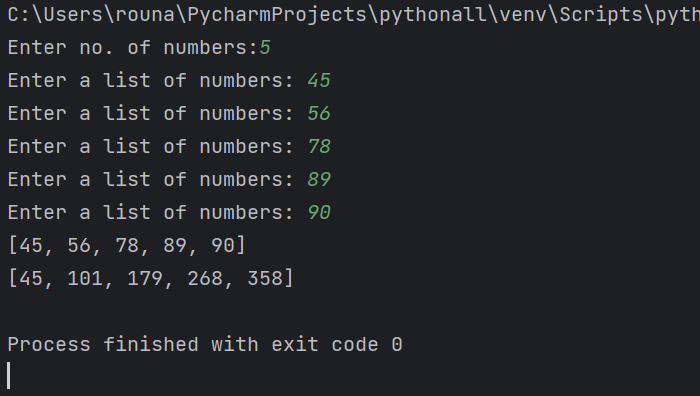 C:\Users\rouna\PycharmProjects\pythonall\venv\Scripts\pyth
Enter no. of numbers:5
Enter a list of numbers: 45
Enter a list of numbers: 56
Enter a list of numbers: 78
Enter a list of numbers: 89
Enter a list of numbers: 90
[45, 56, 78, 89, 90]
[45, 101, 179, 268, 358]
Process finished with exit code 0